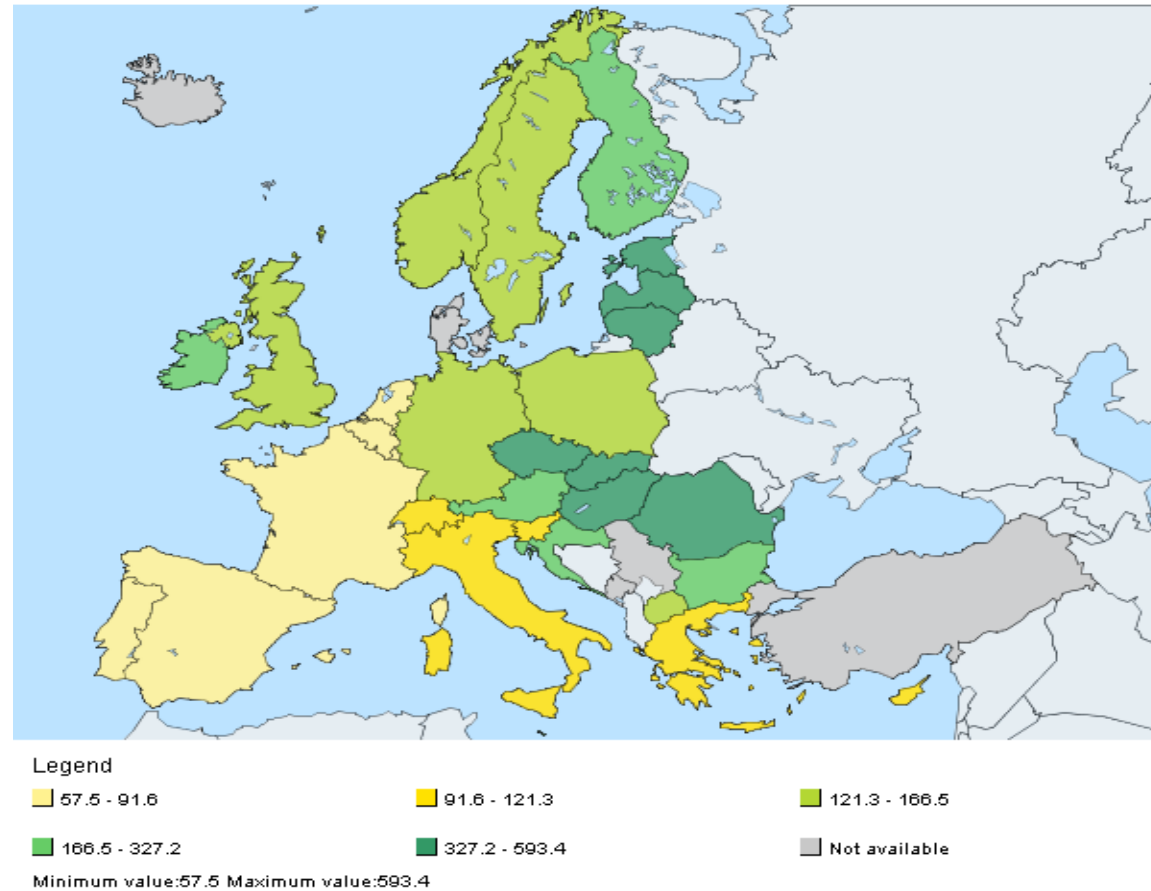 Legend
57.5 - 91.6
91.6 - 121.3
121.3 - 166.5
166.5 - 327.2
327.2 - 593.4
Not available
Minimum value:57.5 Maximum value:593.4